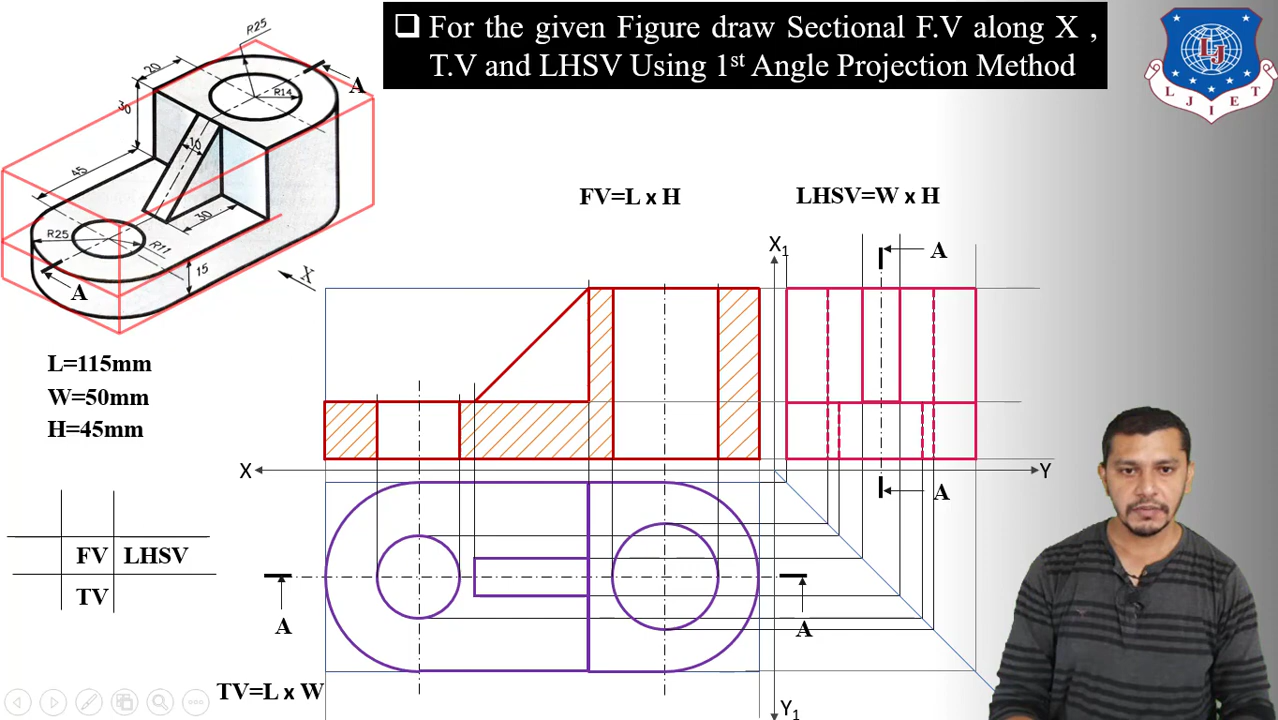 ❑ For the given Figure draw Sectional F.V along X ,
T.V and LHSV Using 1st Angle Projection Method
L J I E T
R25
20
A
30
R14
10
45
30
R25
R11
15
X
A
FV=L x H
LHSV=W x H
X1
A
L=115mm
W=50mm
H=45mm
X
Y
A
FV LHSV
TV
A
A
TV=L x W
Y1